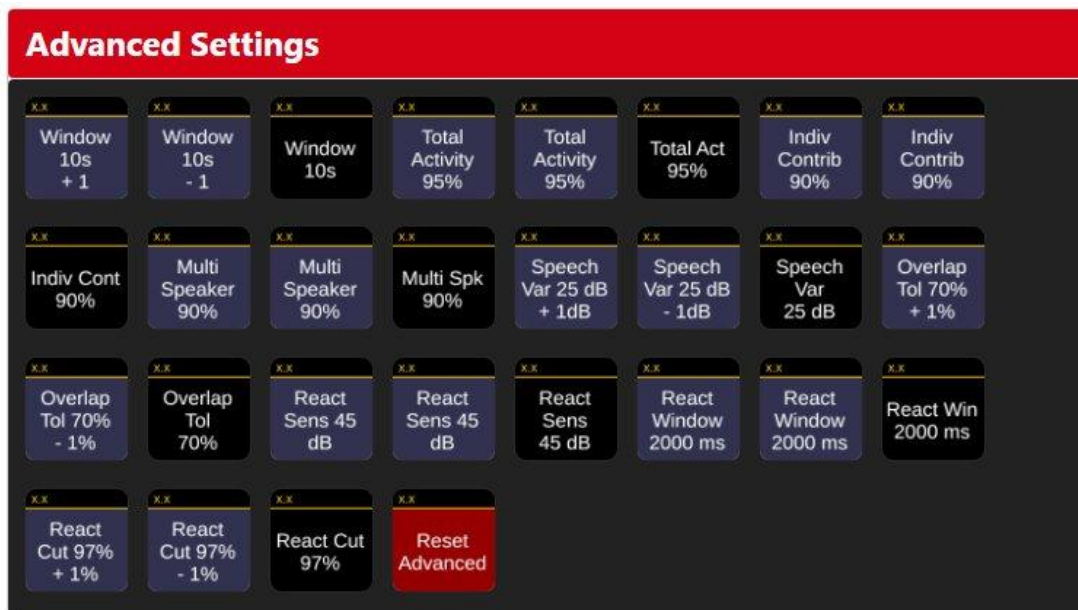 Advanced Settings
x.x
Window
10s
+ 1
x.x
Window
10s
- 1
x.x
Window
10s
x.x
Total
Activity
95%
x.x
Total
Activity
95%
x.x
Total Act
95%
x.x
Indiv
Contrib
90%
x.x
Indiv
Contrib
90%
x.x
Indiv Cont
90%
x.x
Multi
Speaker
90%
x.x
Multi
Speaker
90%
x.x
Multi Spk
90%
x.x
Speech
Var 25 dB
+ 1dB
x.x
Speech
Var 25 dB
- 1dB
x.x
Speech
Var
25 dB
x.x
Overlap
Tol 70%
+ 1%
x.x
Overlap
Tol 70%
- 1%
x.x
Overlap
Tol
70%
x.x
React
Sens 45
dB
x.x
React
Sens 45
dB
x.x
React
Sens
45 dB
x.x
React
Window
2000 ms
x.x
React
Window
2000 ms
x.x
React Win
2000 ms
x.x
React
Cut 97%
+ 1%
x.x
React
Cut 97%
- 1%
x.x
React Cut
97%
x.x
Reset
Advanced